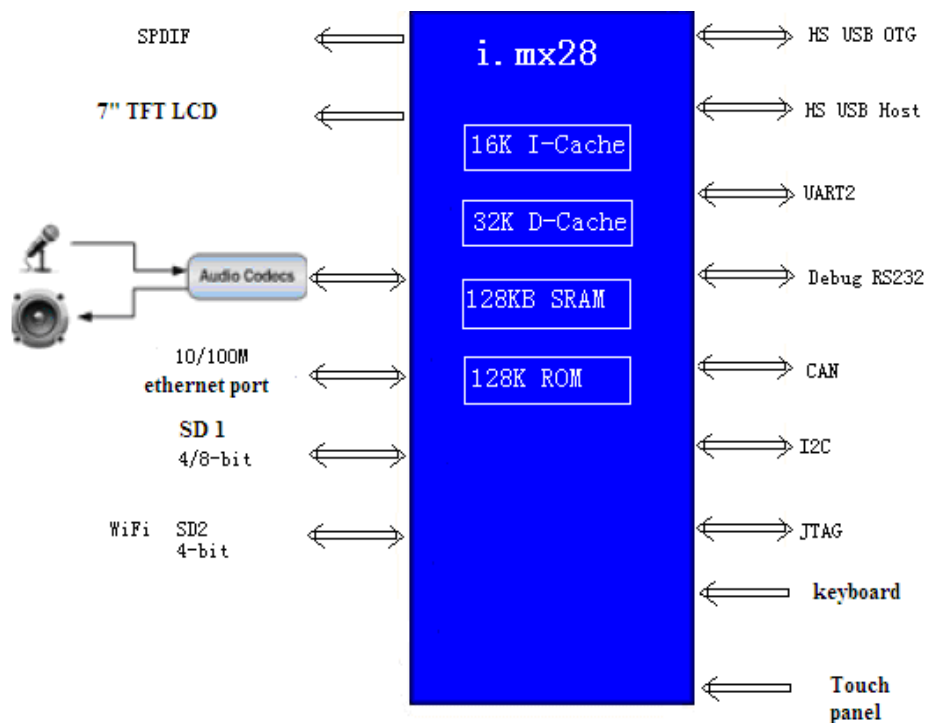 SPDIF
7" TFT LCD
Audio Codecs
10/100M
ethernet port
SD 1
4/8-bit
WiFi SD2
4-bit
i.mx28
16K I-Cache
32K D-Cache
128KB SRAM
128K ROM
HS USB OTG
HS USB Host
UART2
Debug RS232
CAN
I2C
JTAG
keyboard
Touch
panel